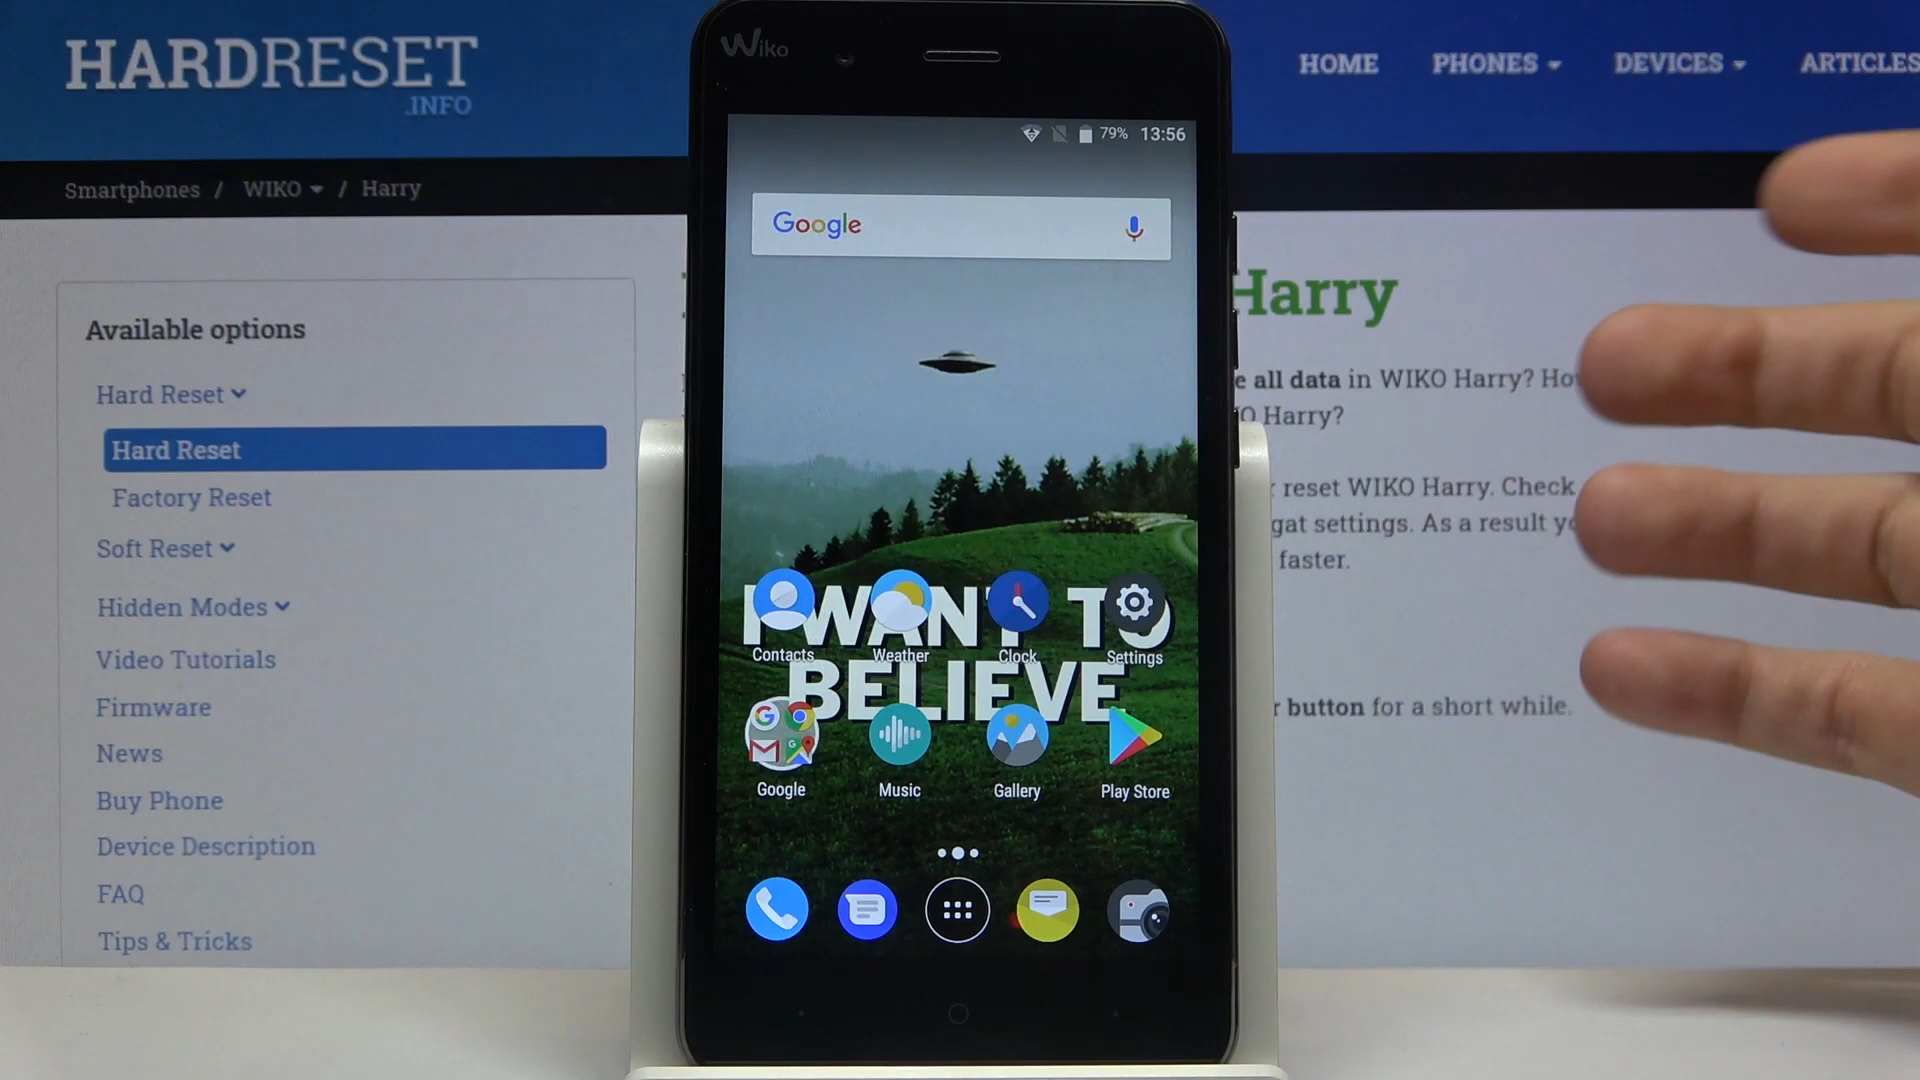 HARDRESET
.INFO
HOME PHONES DEVICES ARTICLES
Smartphones / WIKO / Harry
Available options
Hard Reset
Hard Reset
Factory Reset
Soft Reset
Hidden Modes
Video Tutorials
Firmware
News
Buy Phone
Device Description
FAQ
Tips & Tricks
Wiko
79% 13:56
Google
I WANT TO
BELIEVE
Contacts Weather Clock Settings
Google Music Gallery Play Store
Harry
all data in WIKO Harry?
Harry?
reset WIKO Harry. Check
settings. As a result
faster.
button for a short while.